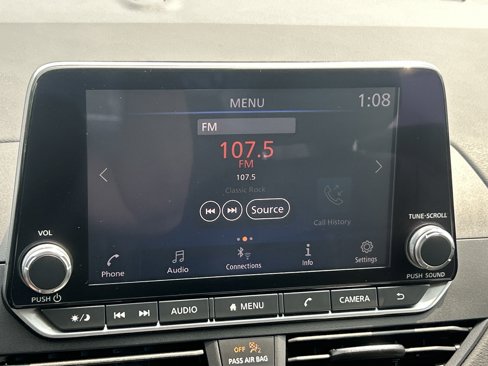 MENU 1:08
FM
107.5
FM
107.5
Classic Rock
Source
Call History
Phone Audio Connections Info Settings
VOL
PUSH
TUNE·SCROLL
PUSH SOUND
AUDIO MENU CAMERA
OFF 2
PASS AIR BAG